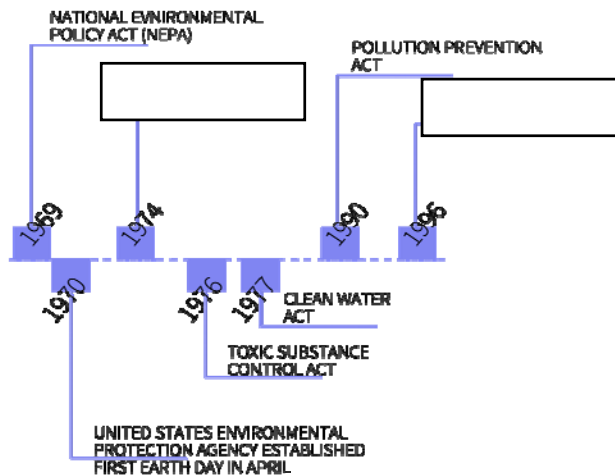 NATIONAL EVNIRONMENTAL
POLICY ACT (NEPA)
POLLUTION PREVENTION
ACT
1969
1974
1990
1996
1970
1976
1977
CLEAN WATER
ACT
TOXIC SUBSTANCE
CONTROL ACT
UNITED STATES ENVIRONMENTAL
PROTECTION AGENCY ESTABLISHED
FIRST EARTH DAY IN APRIL